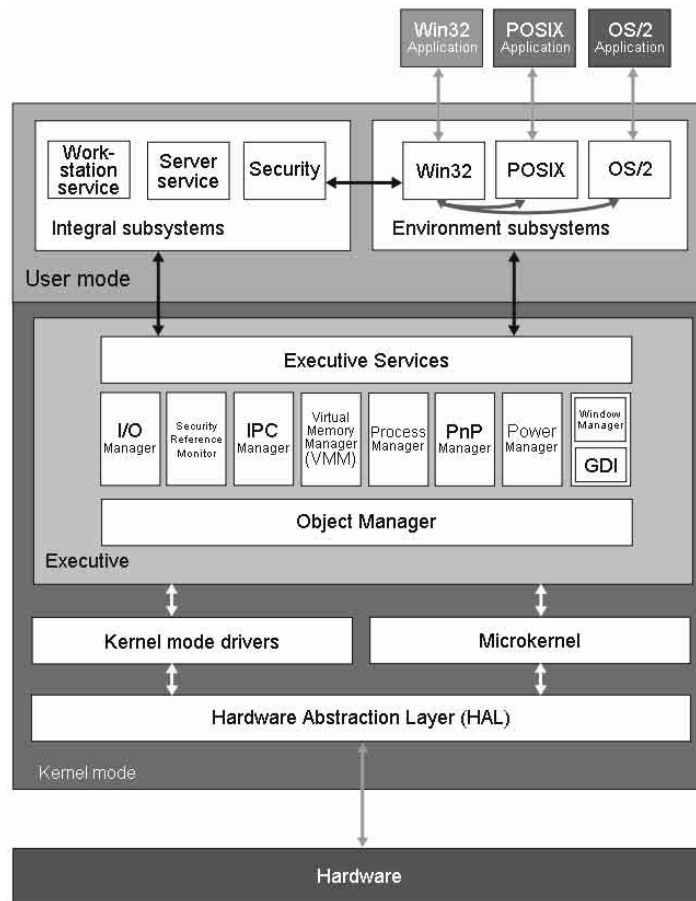 Win32
Application
POSIX
Application
OS/2
Application
Work-
station
service
Server
service
Security
Integral subsystems
Win32
POSIX
OS/2
Environment subsystems
User mode
Executive Services
I/O
Manager
Security
Reference
Monitor
IPC
Manager
Virtual
Memory
Manager
(VMM)
Process
Manager
PnP
Manager
Power
Manager
Window
Manager
GDI
Object Manager
Executive
Kernel mode drivers
Microkernel
Hardware Abstraction Layer (HAL)
Kernel mode
Hardware